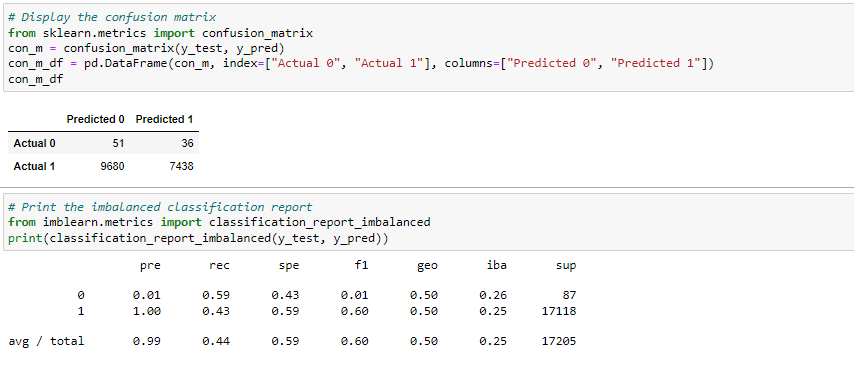 # Display the confusion matrix
from sklearn.metrics import confusion_matrix
con_m = confusion_matrix(y_test, y_pred)
con_m_df = pd.DataFrame(con_m, index=["Actual 0", "Actual 1"], columns=["Predicted 0", "Predicted 1"])
con_m_df
Predicted 0 Predicted 1
Actual 0 51 36
Actual 1 9680 7438
# Print the imbalanced classification report
from imblearn.metrics import classification_report_imbalanced
print(classification_report_imbalanced(y_test, y_pred))
pre rec spe f1 geo iba sup
0 0.01 0.59 0.43 0.01 0.50 0.26 87
1 1.00 0.43 0.59 0.60 0.50 0.25 17118
avg / total 0.99 0.44 0.59 0.60 0.50 0.25 17205